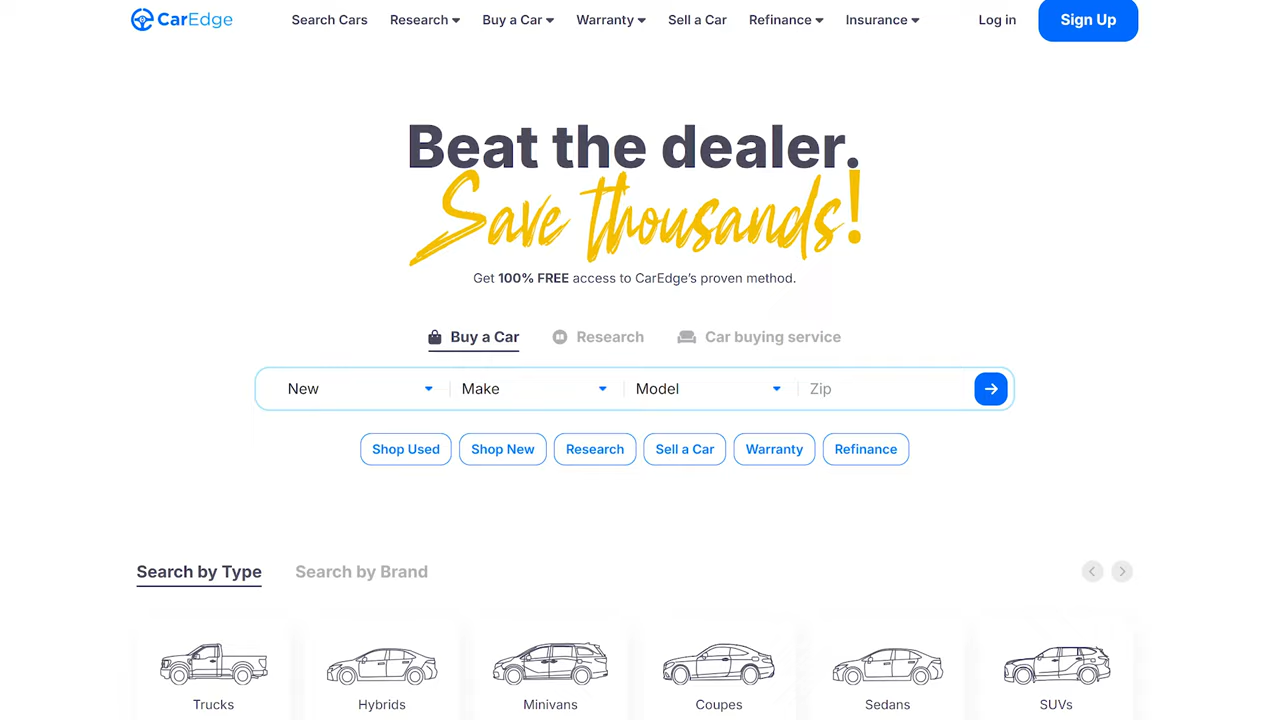 CarEdge
Search Cars Research Buy a Car Warranty Sell a Car Refinance Insurance Log in Sign Up
Beat the dealer.
Save thousands!
Get 100% FREE access to CarEdge's proven method.
Buy a Car Research Car buying service
New Make Model Zip
Shop Used Shop New Research Sell a Car Warranty Refinance
Search by Type Search by Brand
Trucks Hybrids Minivans Coupes Sedans SUVs